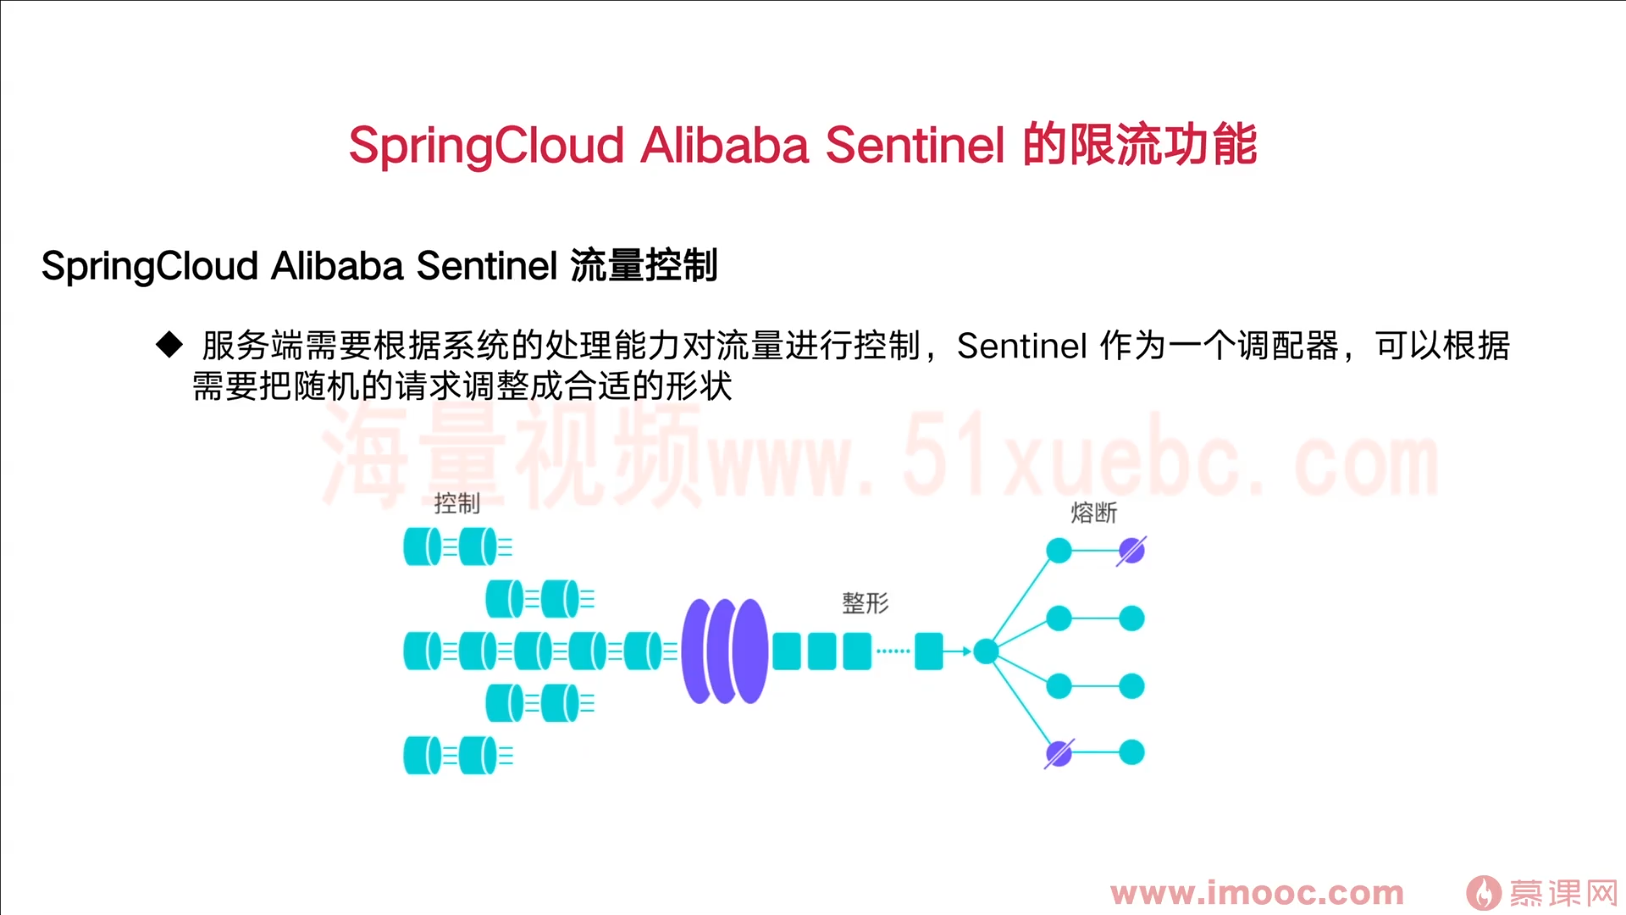 SpringCloud Alibaba Sentinel 的限流功能
SpringCloud Alibaba Sentinel 流量控制
◆ 服务端需要根据系统的处理能力对流量进行控制，Sentinel 作为一个调配器，可以根据
需要把随机的请求调整成合适的形状
海量视频www.51xuebc.com
控制
熔断
整形
www.imooc.com 慕课网